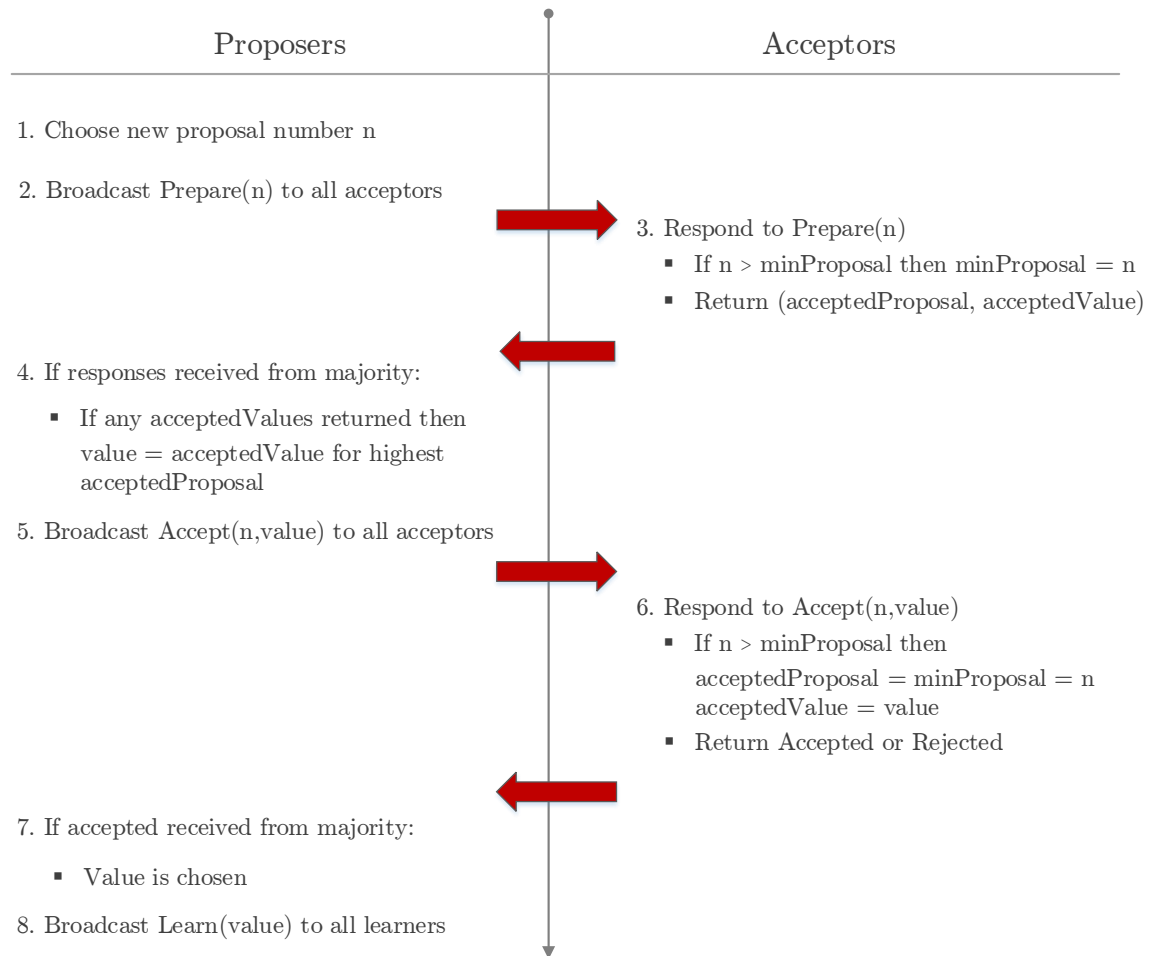 Proposers
Acceptors
1. Choose new proposal number n
2. Broadcast Prepare(n) to all acceptors
3. Respond to Prepare(n)
▪ If n > minProposal then minProposal = n
▪ Return (acceptedProposal, acceptedValue)
4. If responses received from majority:
▪ If any acceptedValues returned then
value = acceptedValue for highest
acceptedProposal
5. Broadcast Accept(n,value) to all acceptors
6. Respond to Accept(n,value)
▪ If n > minProposal then
acceptedProposal = minProposal = n
acceptedValue = value
▪ Return Accepted or Rejected
7. If accepted received from majority:
▪ Value is chosen
8. Broadcast Learn(value) to all learners